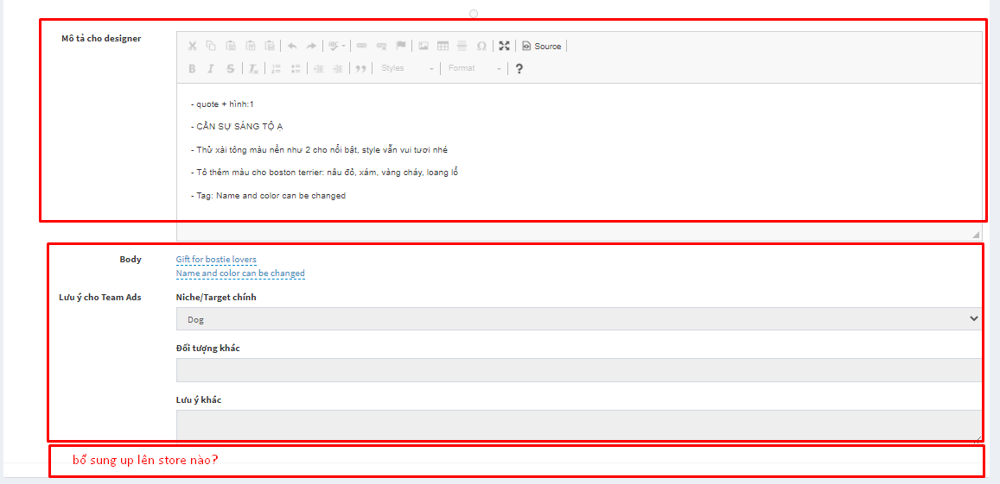 Mô tả cho designer
Source
B I S Tx Styles Format ?
- quote + hình:1
- CẦN SỰ SÁNG TỎ Ạ
- Thử xài tông màu nền như 2 cho nổi bật, style vẫn vui tươi nhé
- Tô thêm màu cho boston terrier: nâu đỏ, xám, vàng cháy, loang lổ
- Tag: Name and color can be changed
Body
Gift for bostie lovers
Name and color can be changed
Lưu ý cho Team Ads
Niche/Target chính
Dog
Đối tượng khác
Lưu ý khác
bổ sung up lên store nào?